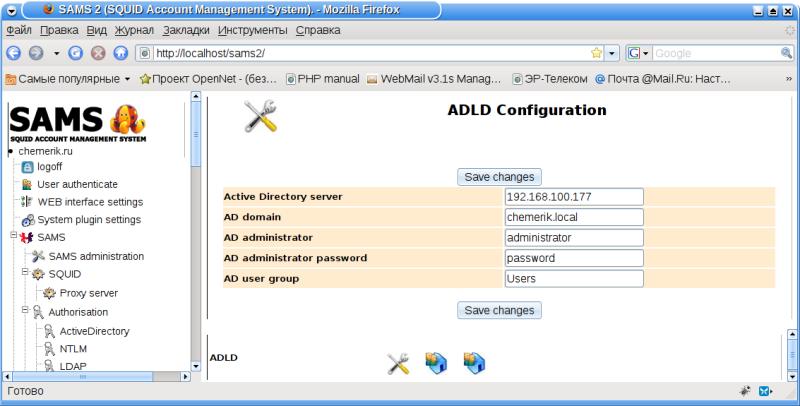 SAMS 2 (SQUID Account Management System). - Mozilla Firefox
Файл Правка Вид Журнал Закладки Инструменты Справка
http://localhost/sams2/
Google
Самые популярные
Проект OpenNet - (без…
PHP manual
WebMail v3.1s Manag…
ЭР-Телеком
Почта @Mail.Ru: Наст…
»
SAMS
SQUID ACCOUNT MANAGEMENT SYSTEM
chemerik.ru
logoff
User authenticate
WEB interface settings
System plugin settings
SAMS
SAMS administration
SQUID
Proxy server
Authorisation
ActiveDirectory
NTLM
LDAP
ADLD Configuration
Save changes
Active Directory server 192.168.100.177
AD domain chemerik.local
AD administrator administrator
AD administrator password password
AD user group Users
Save changes
ADLD
Готово